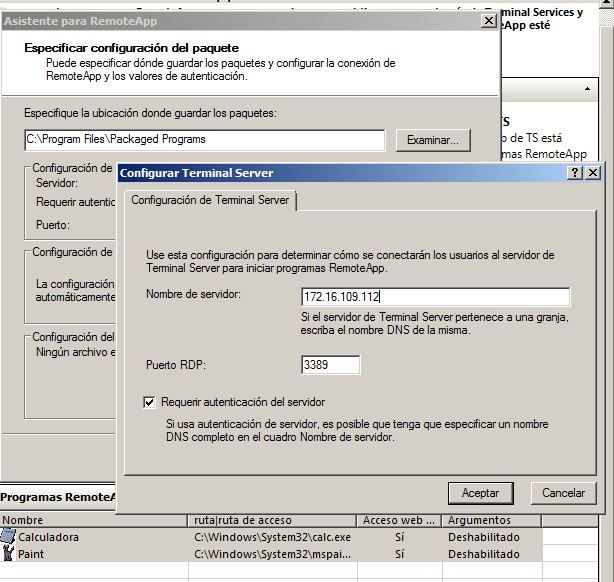 Terminal Services y
Asistente para RemoteApp
eApp esté
Especificar configuración del paquete
Puede especificar dónde guardar los paquetes y configurar la conexión de
RemoteApp y los valores de autenticación.
Especifique la ubicación donde guardar los paquetes:
C:\Program Files\Packaged Programs
Examinar...
TS
o de TS está
mas RemoteApp
Configuración de
Servidor:
Requerir autentic
Puerto:
Configuración de
La configuración
automáticamente
Configuración del
Ningún archivo e
Configurar Terminal Server
Configuración de Terminal Server
Use esta configuración para determinar cómo se conectarán los usuarios al servidor de
Terminal Server para iniciar programas RemoteApp.
Nombre de servidor:
172.16.109.112
Si el servidor de Terminal Server pertenece a una granja,
escriba el nombre DNS de la misma.
Puerto RDP:
3389
Requerir autenticación del servidor
Si usa autenticación de servidor, es posible que tenga que especificar un nombre
DNS completo en el cuadro Nombre de servidor.
Aceptar
Cancelar
Programas RemoteA
Nombre ruta|ruta de acceso Acceso web ... Argumentos
Calculadora C:\Windows\System32\calc.exe Sí Deshabilitado
Paint C:\Windows\System32\mspai... Sí Deshabilitado